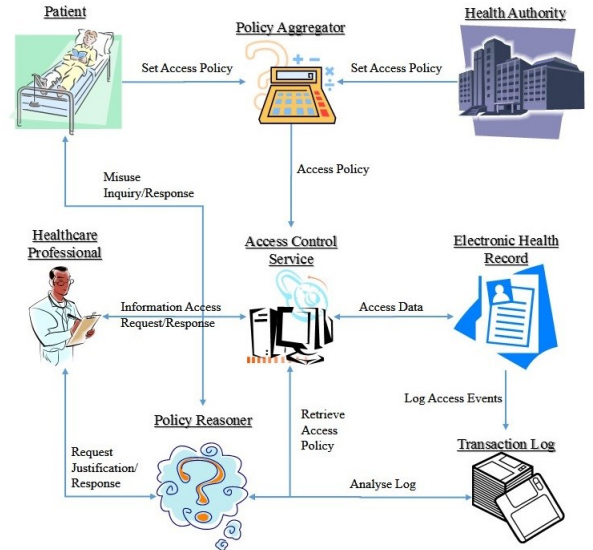 Patient
Policy Aggregator
Health Authority
Set Access Policy
Set Access Policy
Misuse
Inquiry/Response
Access Policy
Healthcare
Professional
Access Control
Service
Electronic Health
Record
Information Access
Request/Response
Access Data
Policy Reasoner
Retrieve
Access
Policy
Log Access Events
Request
Justification/
Response
Transaction Log
Analyse Log